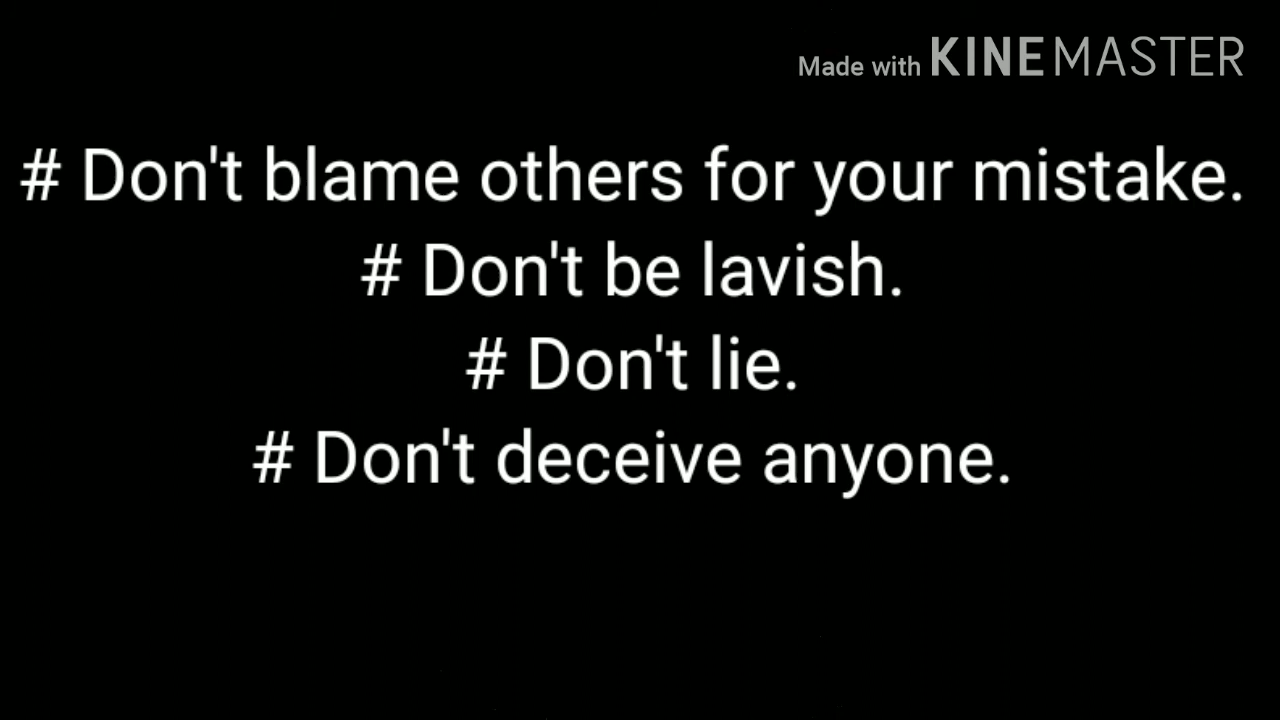 Made with KINEMASTER
# Don't blame others for your mistake.
# Don't be lavish.
# Don't lie.
# Don't deceive anyone.